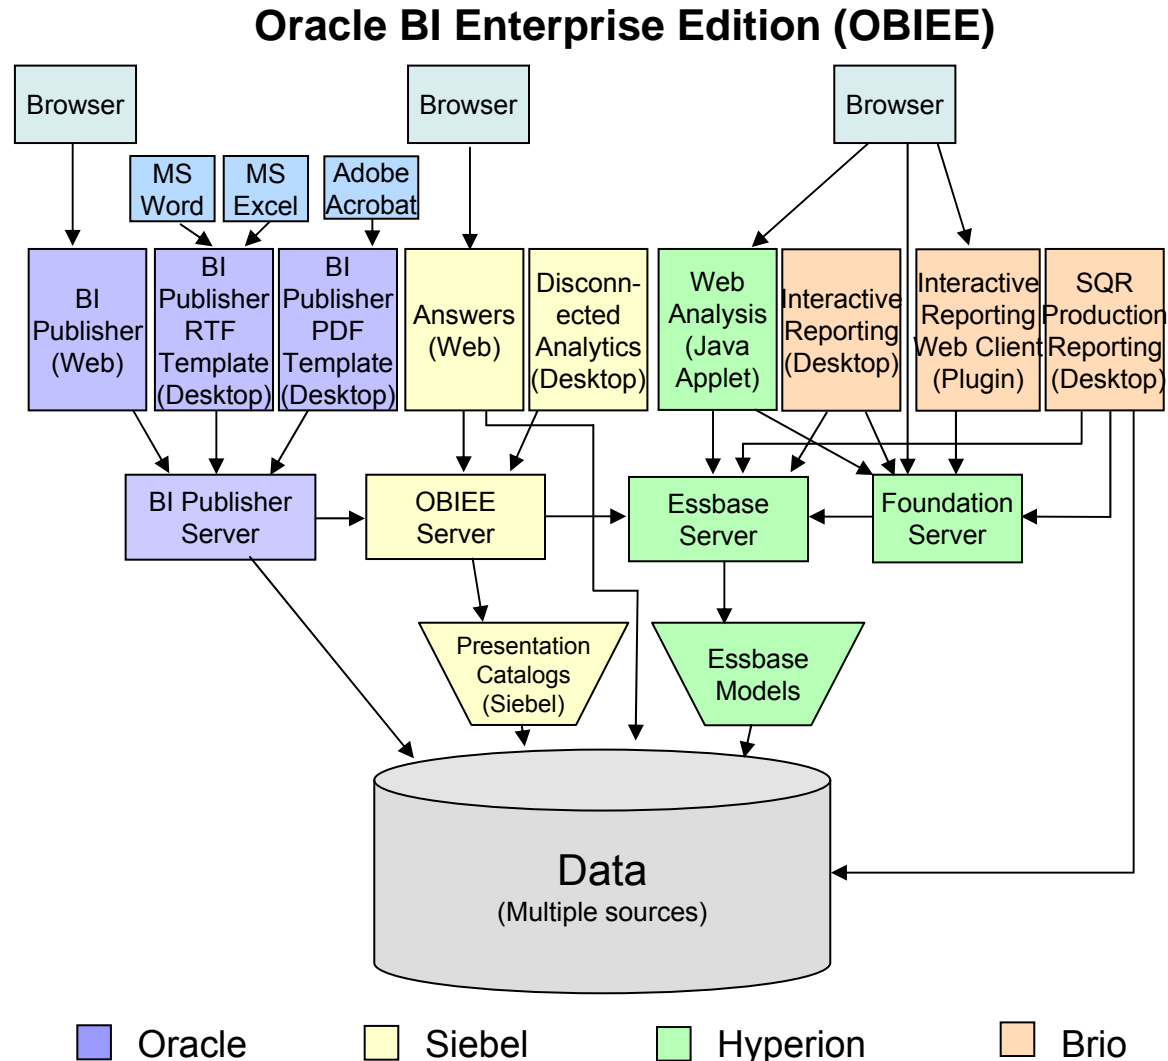 Oracle BI Enterprise Edition (OBIEE)
Browser
Browser
Browser
MS
Word
MS
Excel
Adobe
Acrobat
BI
Publisher
(Web)
BI
Publisher
RTF
Template
(Desktop)
BI
Publisher
PDF
Template
(Desktop)
Answers
(Web)
Disconn-
ected
Analytics
(Desktop)
Web
Analysis
(Java
Applet)
Interactive
Reporting
(Desktop)
Interactive
Reporting
Web Client
(Plugin)
SQR
Production
Reporting
(Desktop)
BI Publisher
Server
OBIEE
Server
Essbase
Server
Foundation
Server
Presentation
Catalogs
(Siebel)
Essbase
Models
Data
(Multiple sources)
Oracle
Siebel
Hyperion
Brio